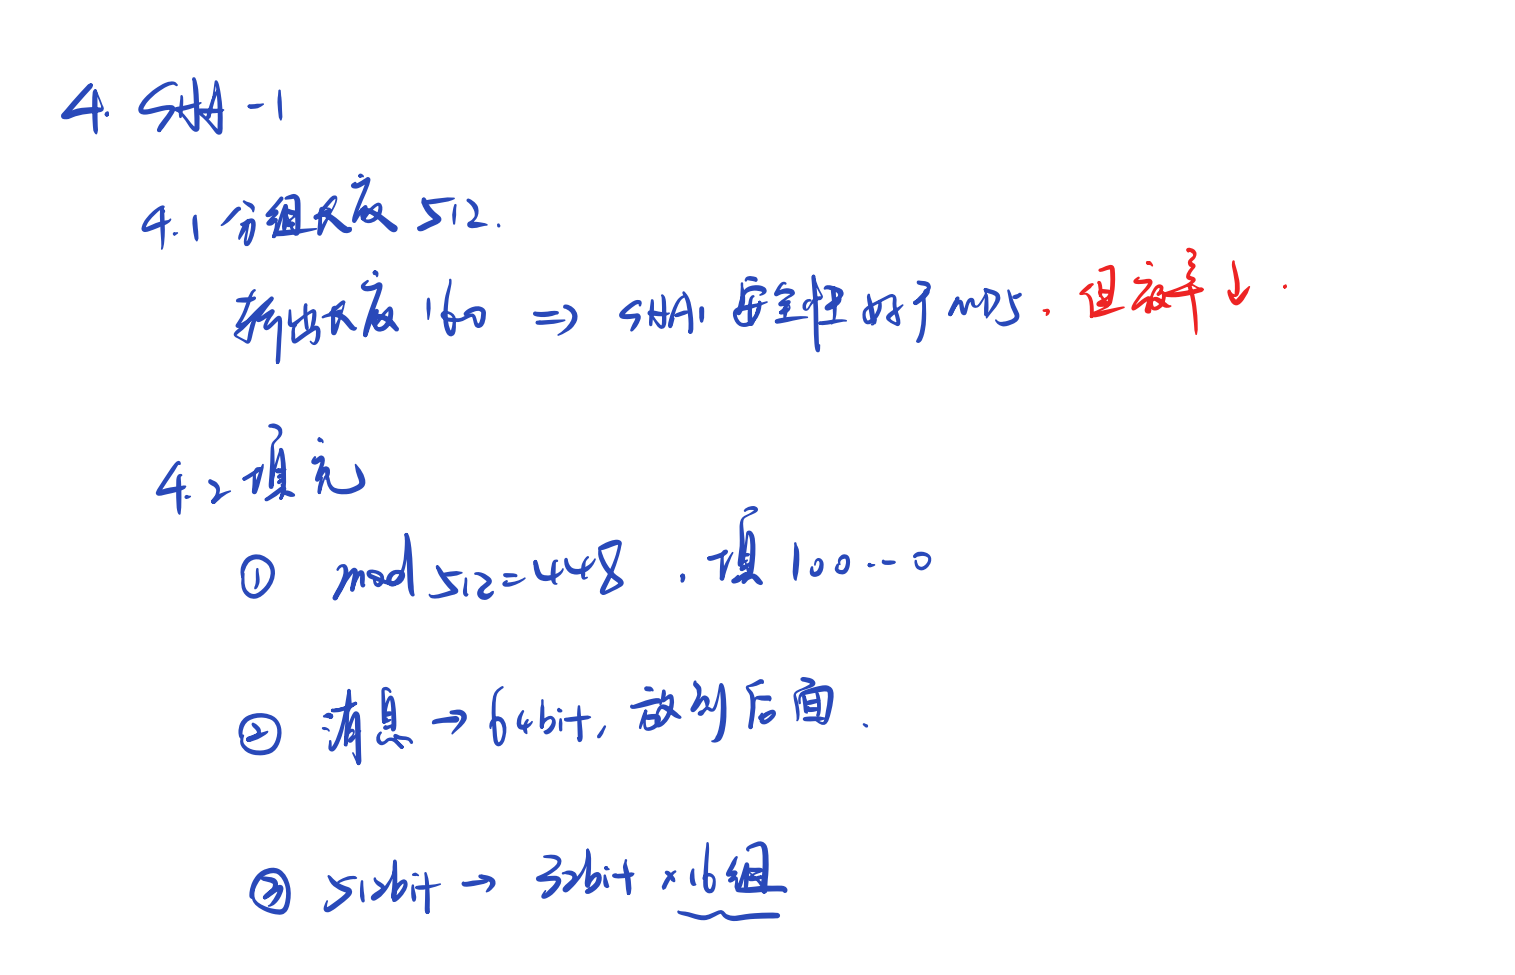 4. SHA-1
4.1 分组长度 512.
输出长度 160 => SHA1 安全性好于 MD5. 但效率↓.
4.2 填充
① mod 512=448 , 填 100...0
② 消息→64bit, 放到后面.
③ 512bit → 32bit ×16组